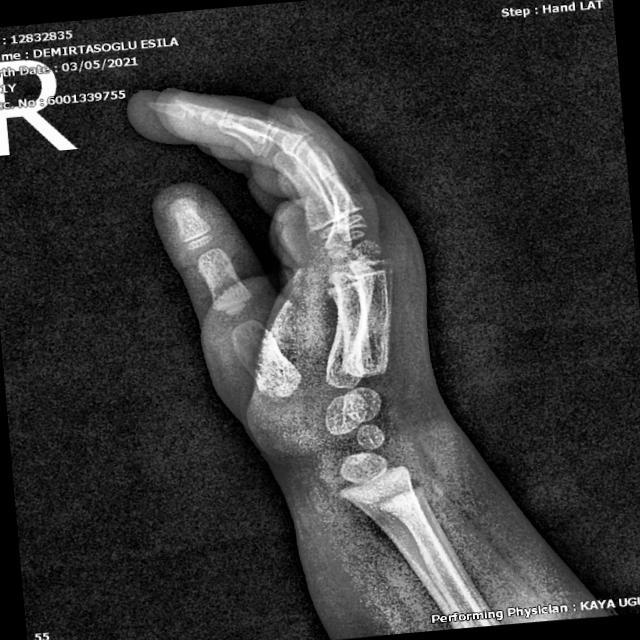 Step : Hand LAT
: 12832835
me : DEMIRTASOGLU ESILA
th Date : 03/05/2021
LY
c. No : 6001339755
R
55
Performing Physician : KAYA UGU